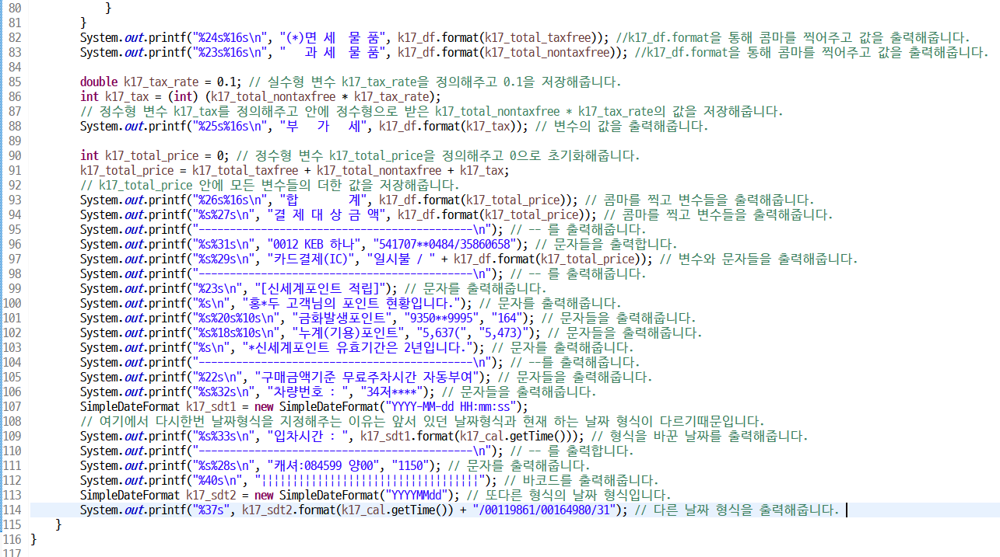 80 }
81 }
82 System.out.printf("%24s%16s\n", "(*)면 세  물 품", k17_df.format(k17_total_taxfree)); //k17_df.format을 통해 콤마를 찍어주고 값을 출력해줍니다.
83 System.out.printf("%23s%16s\n", "   과 세  물 품", k17_df.format(k17_total_nontaxfree)); //k17_df.format을 통해 콤마를 찍어주고 값을 출력해줍니다.
84
85 double k17_tax_rate = 0.1; // 실수형 변수 k17_tax_rate을 정의해주고 0.1을 저장해줍니다.
86 int k17_tax = (int) (k17_total_nontaxfree * k17_tax_rate);
87 // 정수형 변수 k17_tax를 정의해주고 안에 정수형으로 받은 k17_total_nontaxfree * k17_tax_rate의 값을 저장해줍니다.
88 System.out.printf("%25s%16s\n", "부   가   세", k17_df.format(k17_tax)); // 변수의 값을 출력해줍니다.
89
90 int k17_total_price = 0; // 정수형 변수 k17_total_price을 정의해주고 0으로 초기화해줍니다.
91 k17_total_price = k17_total_taxfree + k17_total_nontaxfree + k17_tax;
92 // k17_total_price 안에 모든 변수들의 더한 값을 저장해줍니다.
93 System.out.printf("%26s%16s\n", "합        계", k17_df.format(k17_total_price)); // 콤마를 찍고 변수들을 출력해줍니다.
94 System.out.printf("%s%27s\n", "결 제 대 상 금 액", k17_df.format(k17_total_price)); // 콤마를 찍고 변수들을 출력해줍니다.
95 System.out.printf("--------------------------------------------\n"); // -- 를 출력해줍니다.
96 System.out.printf("%s%31s\n", "0012 KEB 하나", "541707**0484/35860658"); // 문자들을 출력합니다.
97 System.out.printf("%s%29s\n", "카드결제(IC)", "일시불 / " + k17_df.format(k17_total_price)); // 변수와 문자들을 출력해줍니다.
98 System.out.printf("--------------------------------------------\n"); // -- 를 출력해줍니다.
99 System.out.printf("%23s\n", "[신세계포인트 적립]"); // 문자를 출력해줍니다.
100 System.out.printf("%s\n", "홍*두 고객님의 포인트 현황입니다."); // 문자를 출력해줍니다.
101 System.out.printf("%s%20s%10s\n", "금화발생포인트", "9350**9995", "164"); // 문자들을 출력해줍니다.
102 System.out.printf("%s%18s%10s\n", "누계(기용)포인트", "5,637(", "5,473)"); // 문자들을 출력해줍니다.
103 System.out.printf("%s\n", "*신세계포인트 유효기간은 2년입니다."); // 문자를 출력해줍니다.
104 System.out.printf("--------------------------------------------\n"); // --를 출력해줍니다.
105 System.out.printf("%22s\n", "구매금액기준 무료주차시간 자동부여"); // 문자들을 출력해줍니다.
106 System.out.printf("%s%32s\n", "차량번호 : ", "34저****"); // 문자들을 출력해줍니다.
107 SimpleDateFormat k17_sdt1 = new SimpleDateFormat("YYYY-MM-dd HH:mm:ss");
108 // 여기에서 다시한번 날짜형식을 지정해주는 이유는 앞서 있던 날짜형식과 현재 하는 날짜 형식이 다르기때문입니다.
109 System.out.printf("%s%33s\n", "입차시간 : ", k17_sdt1.format(k17_cal.getTime())); // 형식을 바꾼 날짜를 출력해줍니다.
110 System.out.printf("--------------------------------------------\n"); // -- 를 출력합니다.
111 System.out.printf("%s%28s\n", "캐셔:084599 양00", "1150"); // 문자를 출력해줍니다.
112 System.out.printf("%40s\n", "¦¦¦¦¦¦¦¦¦¦¦¦¦¦¦¦¦¦¦¦¦¦¦¦¦¦¦¦¦¦¦¦¦¦¦"); // 바코드를 출력해줍니다.
113 SimpleDateFormat k17_sdt2 = new SimpleDateFormat("YYYYMMdd"); // 또다른 형식의 날짜 형식입니다.
114 System.out.printf("%37s", k17_sdt2.format(k17_cal.getTime()) + "/00119861/00164980/31"); // 다른 날짜 형식을 출력해줍니다.
115 }
116 }
117